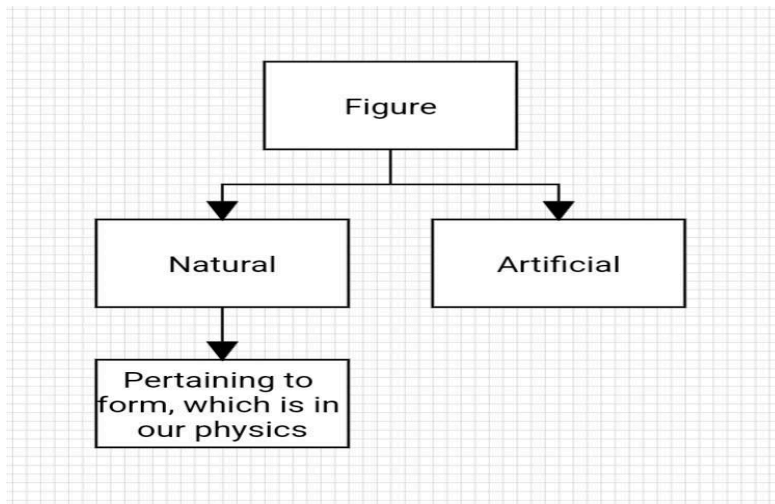 Figure
Natural
Artificial
Pertaining to
form, which is in
our physics